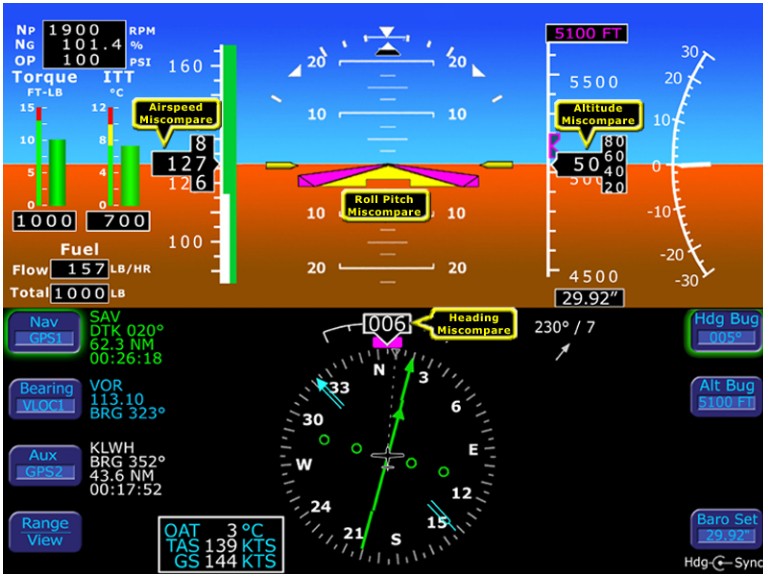 NP 1900 RPM
NG 101.4 %
OP 100 PSI
Torque ITT
FT-LB °C
15 12
10 8
5 4
0 0
1000 700
Fuel
Flow 157 LB/HR
Total 1000 LB
160
Airspeed
Miscompare
8
127
6
12
100
20 20
10 10
Roll Pitch
Miscompare
10 10
20 20
5100 FT
5500
Altitude
Miscompare
80
50 60
40
20
500
4500
29.92"
30
20
10
0
-10
-20
-30
Nav
GPS1
SAV
DTK 020°
62.3 NM
00:26:18
Bearing
VLOC1
VOR
113.10
BRG 323°
Aux
GPS2
KLWH
BRG 352°
43.6 NM
00:17:52
Range
View
OAT 3 °C
TAS 139 KTS
GS 144 KTS
006
Heading
Miscompare
N
3
6
E
12
15
S
21
24
W
30
33
230° / 7
Hdg Bug
005°
Alt Bug
5100 FT
Baro Set
29.92"
Hdg Sync